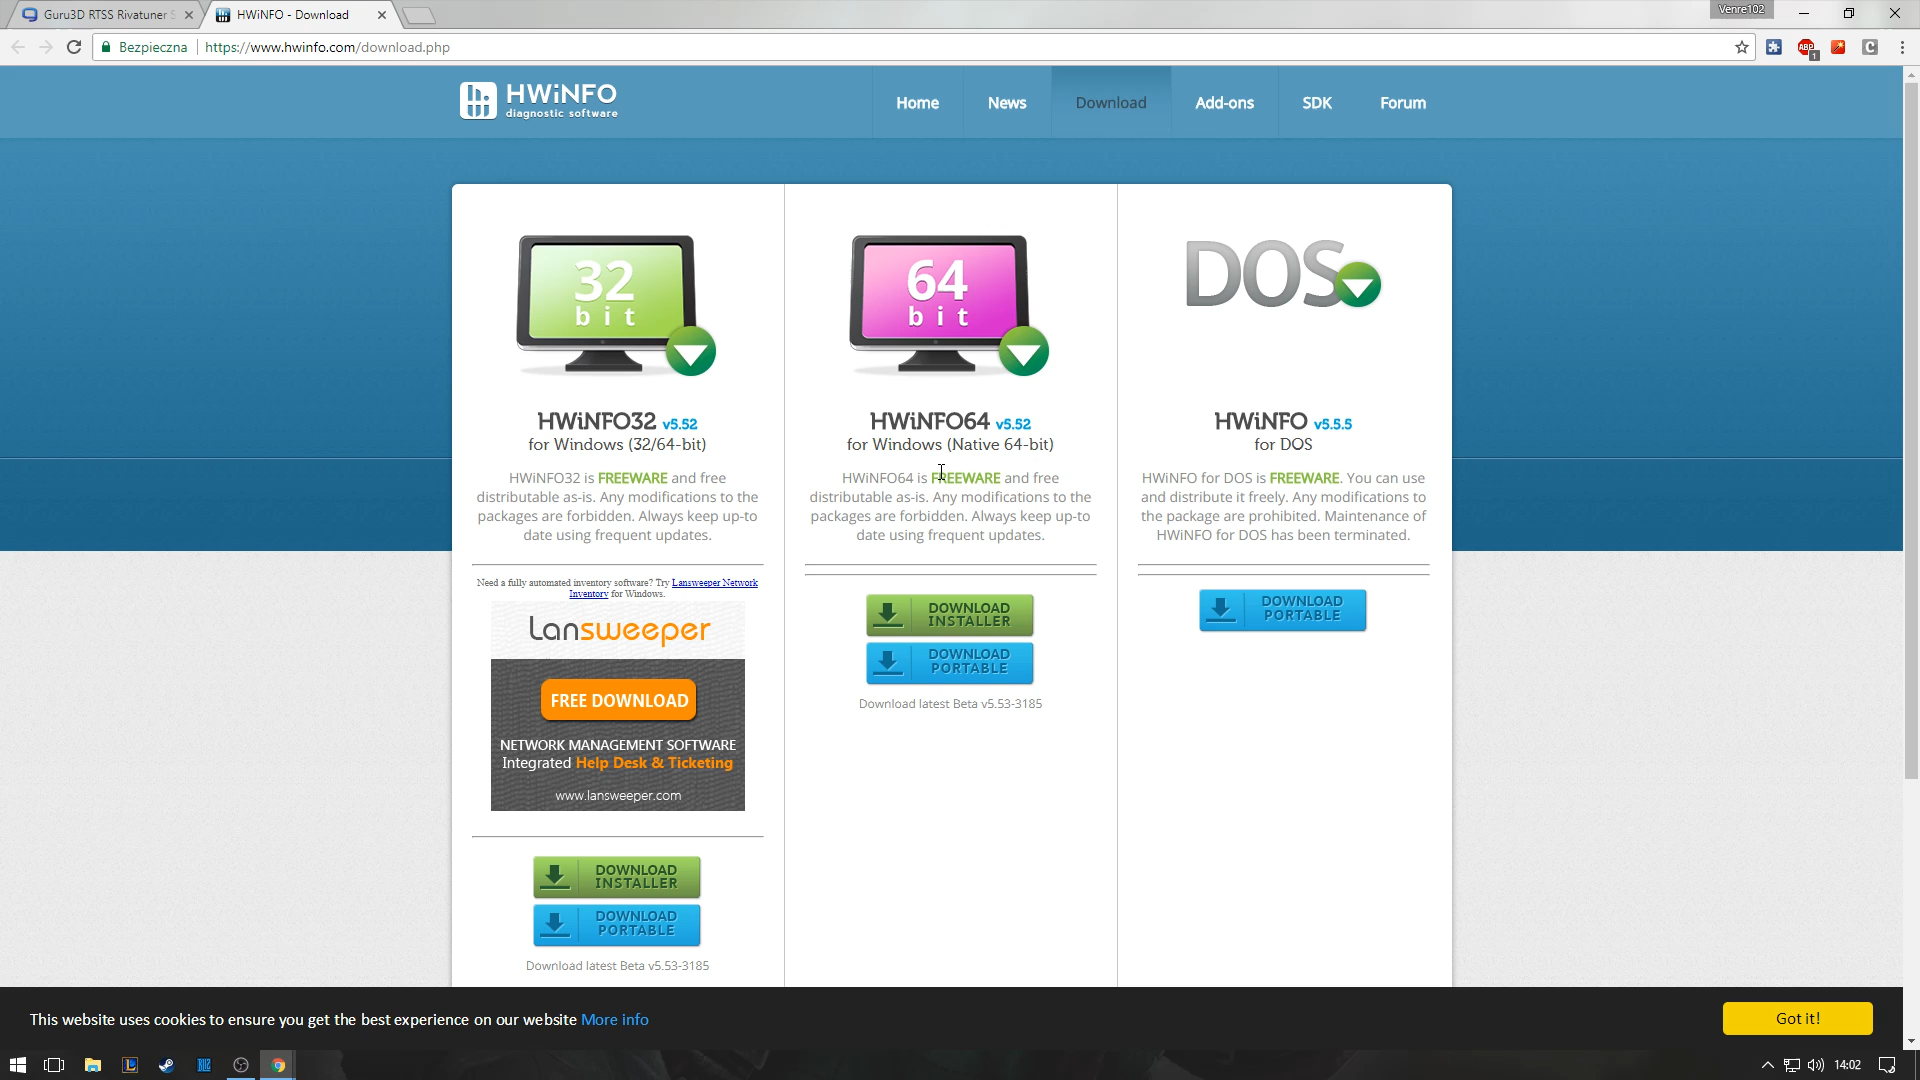 Guru3D RTSS Rivatuner S
HWiNFO - Download
Venre102
Bezpieczna
https://www.hwinfo.com/download.php
ABP
1
C
HWiNFO
diagnostic software
Home
News
Download
Add-ons
SDK
Forum
32
bit
HWiNFO32 v5.52
for Windows (32/64-bit)
HWiNFO32 is FREEWARE and free
distributable as-is. Any modifications to the
packages are forbidden. Always keep up-to
date using frequent updates.
Need a fully automated inventory software? Try Lansweeper Network
Inventory for Windows.
Lansweeper
FREE DOWNLOAD
NETWORK MANAGEMENT SOFTWARE
Integrated Help Desk & Ticketing
www.lansweeper.com
DOWNLOAD
INSTALLER
DOWNLOAD
PORTABLE
Download latest Beta v5.53-3185
64
bit
HWiNFO64 v5.52
for Windows (Native 64-bit)
HWiNFO64 is FREEWARE and free
distributable as-is. Any modifications to the
packages are forbidden. Always keep up-to
date using frequent updates.
DOWNLOAD
INSTALLER
DOWNLOAD
PORTABLE
Download latest Beta v5.53-3185
DOS
HWiNFO v5.5.5
for DOS
HWiNFO for DOS is FREEWARE. You can use
and distribute it freely. Any modifications to
the package are prohibited. Maintenance of
HWiNFO for DOS has been terminated.
DOWNLOAD
PORTABLE
This website uses cookies to ensure you get the best experience on our website More info
Got it!
14:02